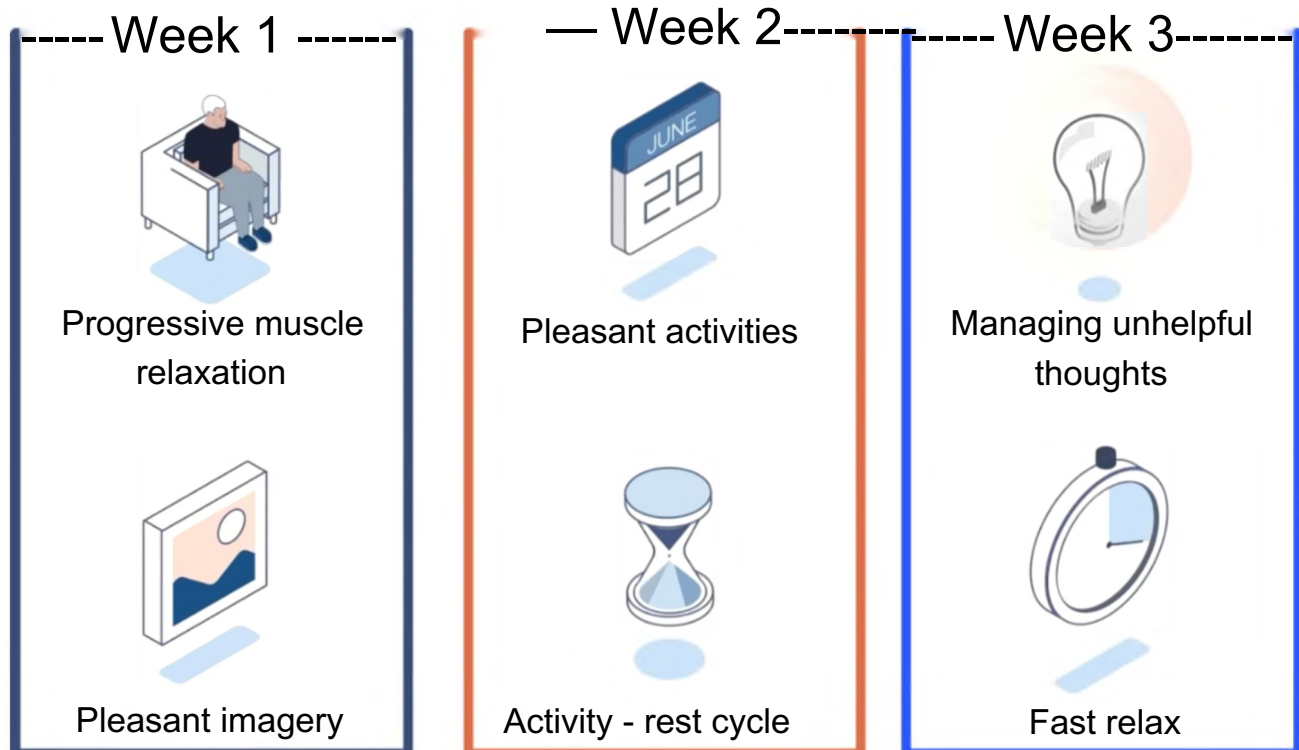 Week 1
Progressive muscle
relaxation
Pleasant imagery
Week 2
JUNE
28
Pleasant activities
Activity - rest cycle
Week 3
Managing unhelpful
thoughts
Fast relax